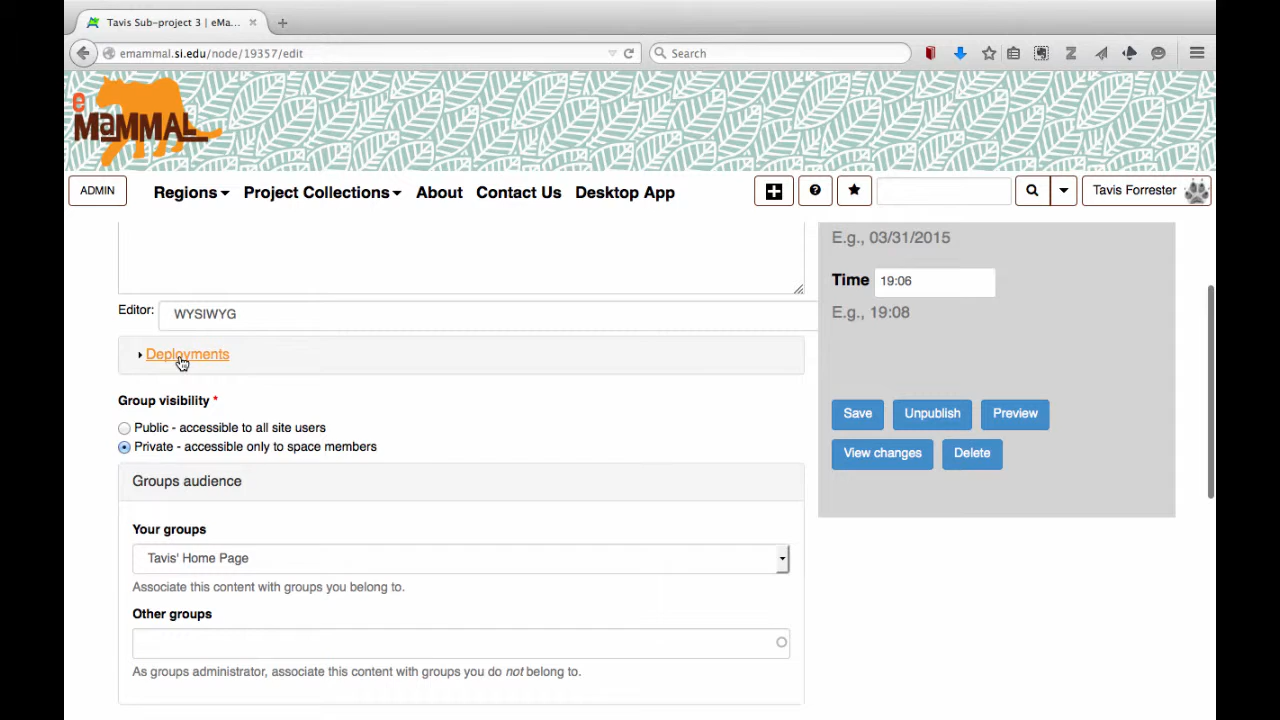 Tavis Sub-project 3 | eMa...
emammal.si.edu/node/19357/edit
Search
e
MaMMAL
ADMIN
Regions
Project Collections
About
Contact Us
Desktop App
Tavis Forrester
E.g., 03/31/2015
Time 19:06
E.g., 19:08
Editor: WYSIWYG
Deployments
Group visibility *
Public - accessible to all site users
Private - accessible only to space members
Save
Unpublish
Preview
View changes
Delete
Groups audience
Your groups
Tavis' Home Page
Associate this content with groups you belong to.
Other groups
As groups administrator, associate this content with groups you do not belong to.